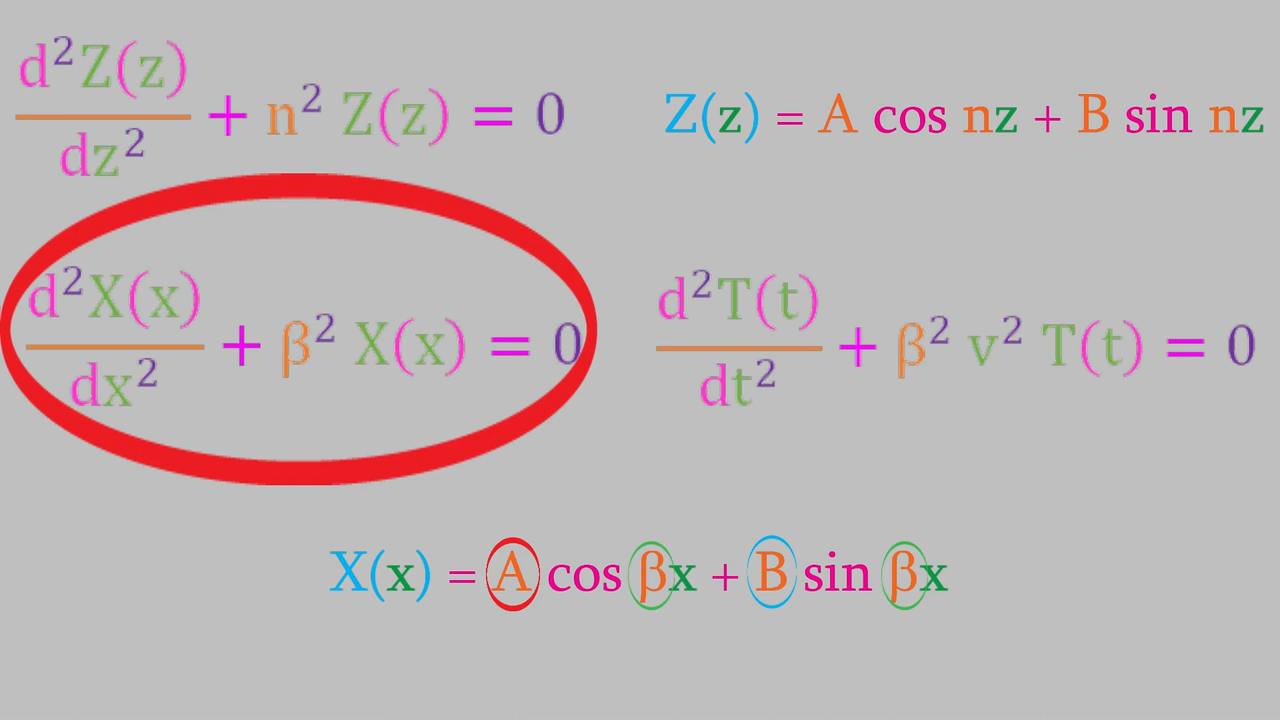 d²Z(z)/dz² + n² Z(z) = 0
Z(z) = A cos nz + B sin nz
d²X(x)/dx² + β² X(x) = 0
d²T(t)/dt² + β² v² T(t) = 0
X(x) = A cos βx + B sin βx